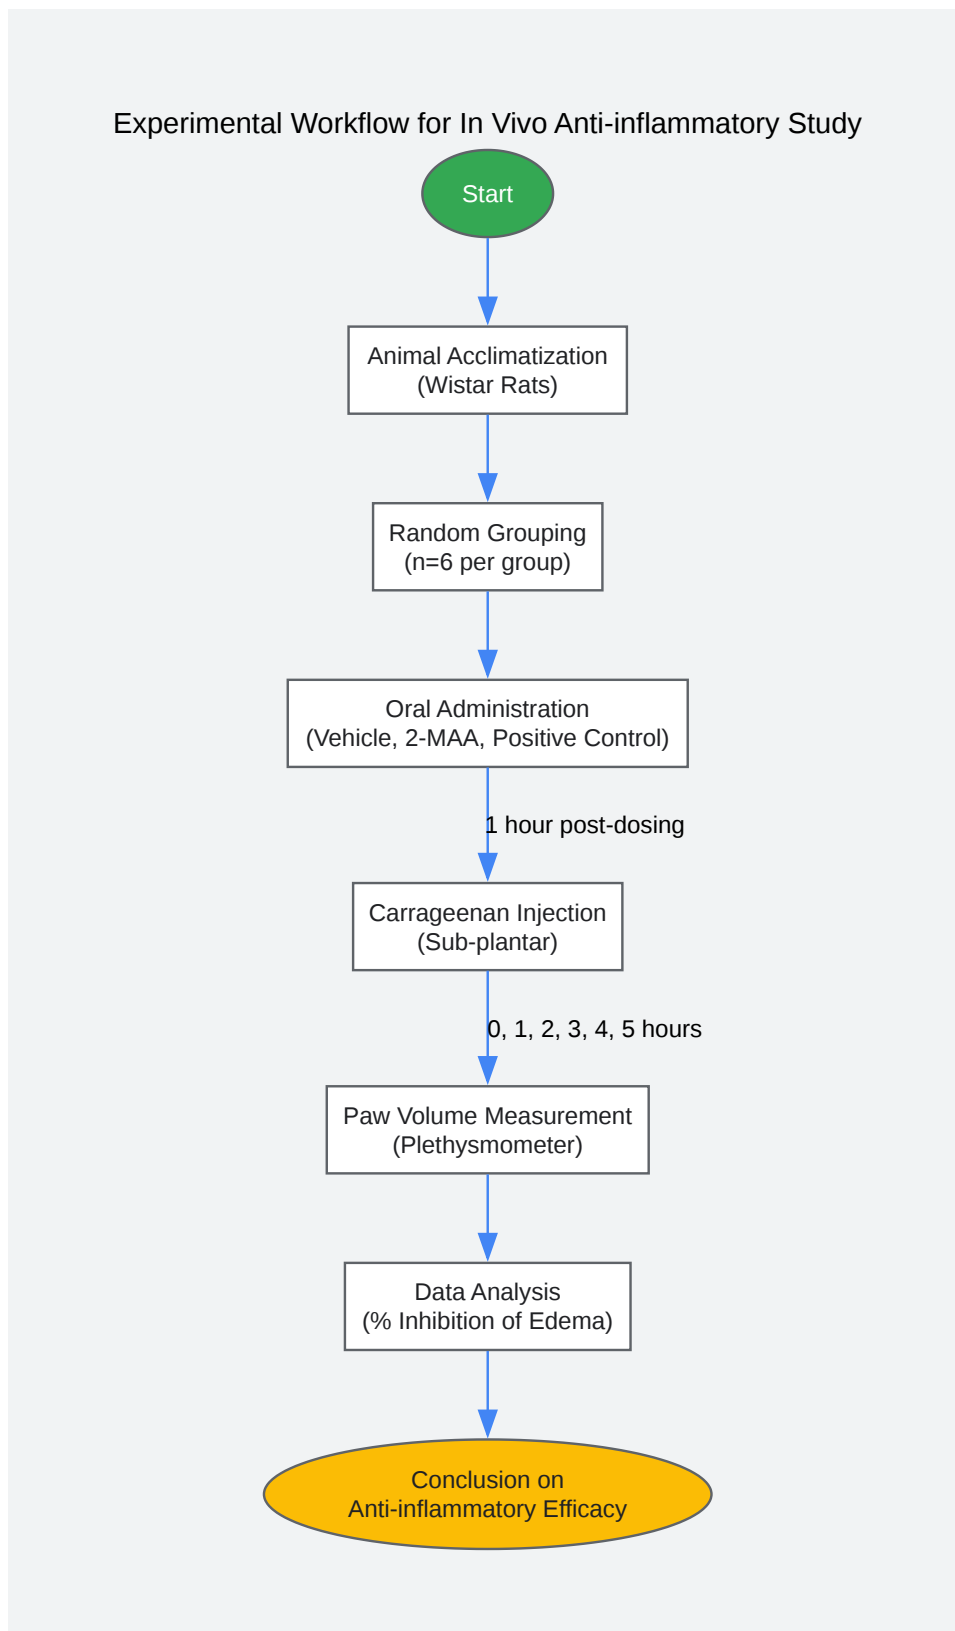 Experimental Workflow for In Vivo Anti-inflammatory Study
Start
Animal Acclimatization
(Wistar Rats)
Random Grouping
(n=6 per group)
Oral Administration
(Vehicle, 2-MAA, Positive Control)
1 hour post-dosing
Carrageenan Injection
(Sub-plantar)
0, 1, 2, 3, 4, 5 hours
Paw Volume Measurement
(Plethysmometer)
Data Analysis
(% Inhibition of Edema)
Conclusion on
Anti-inflammatory Efficacy